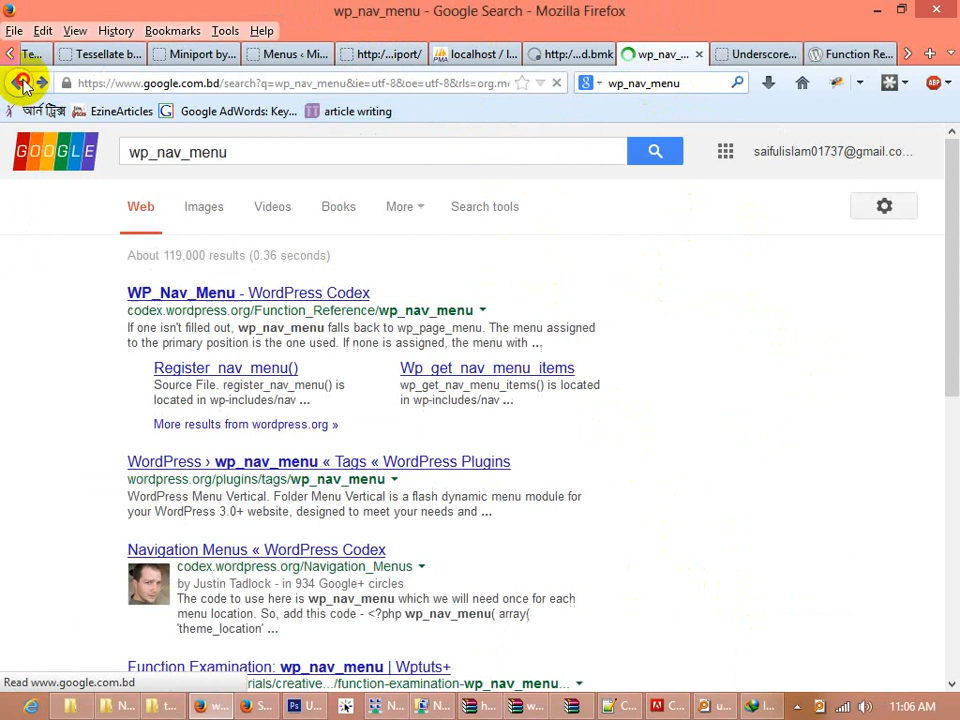 wp_nav_menu - Google Search - Mozilla Firefox
File Edit View History Bookmarks Tools Help
Te... Tessellate b... Miniport by... Menus ‹ Mi... http:/...iport/ localhost / l... http:/...d.bmk wp_nav_... Underscore... Function Re...
https://www.google.com.bd/search?q=wp_nav_menu&ie=utf-8&oe=utf-8&rls=org.m wp_nav_menu
আর্ন ট্রিক্স EzineArticles Google AdWords: Key... article writing
GOOGLE wp_nav_menu saifulislam01737@gmail.co...
Web Images Videos Books More Search tools
About 119,000 results (0.36 seconds)
WP_Nav_Menu - WordPress Codex
codex.wordpress.org/Function_Reference/wp_nav_menu
If one isn't filled out, wp_nav_menu falls back to wp_page_menu. The menu assigned
to the primary position is the one used. If none is assigned, the menu with ...
Register_nav_menu() Wp_get_nav_menu_items
Source File. register_nav_menu() is wp_get_nav_menu_items() is located
located in wp-includes/nav ... in wp-includes/nav ...
More results from wordpress.org »
WordPress › wp_nav_menu « Tags « WordPress Plugins
wordpress.org/plugins/tags/wp_nav_menu
WordPress Menu Vertical. Folder Menu Vertical is a flash dynamic menu module for
your WordPress 3.0+ website, designed to meet your needs and ...
Navigation Menus « WordPress Codex
codex.wordpress.org/Navigation_Menus
by Justin Tadlock - in 934 Google+ circles
The code to use here is wp_nav_menu which we will need once for each
menu location. So, add this code - <?php wp_nav_menu( array(
'theme_location' ...
Function Examination: wp_nav_menu | Wptuts+
Read www.google.com.bd rials/creative.../function-examination-wp_nav_menu...
N... t... w... S... U... N... N... h... w... C... C... u... l... 11:06 AM